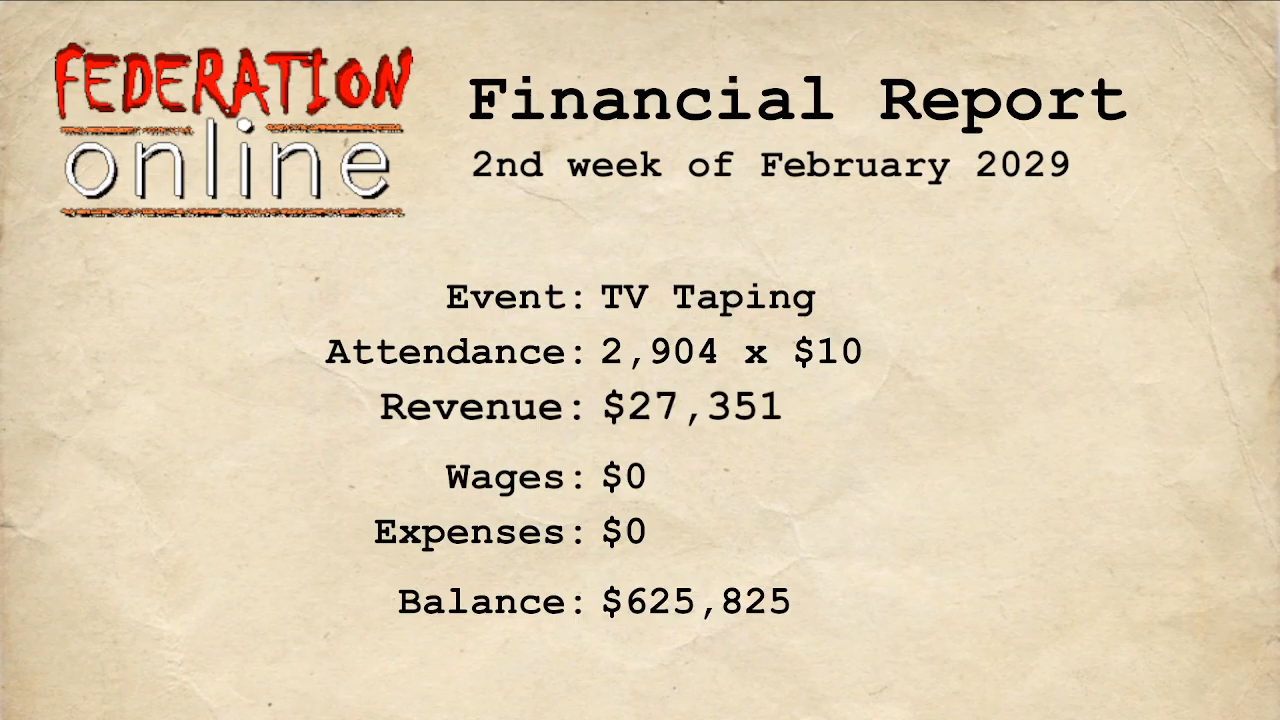 FEDERATION
online
Financial Report
2nd week of February 2029
Event: TV Taping
Attendance: 2,904 x $10
Revenue: $27,351
Wages: $0
Expenses: $0
Balance: $625,825